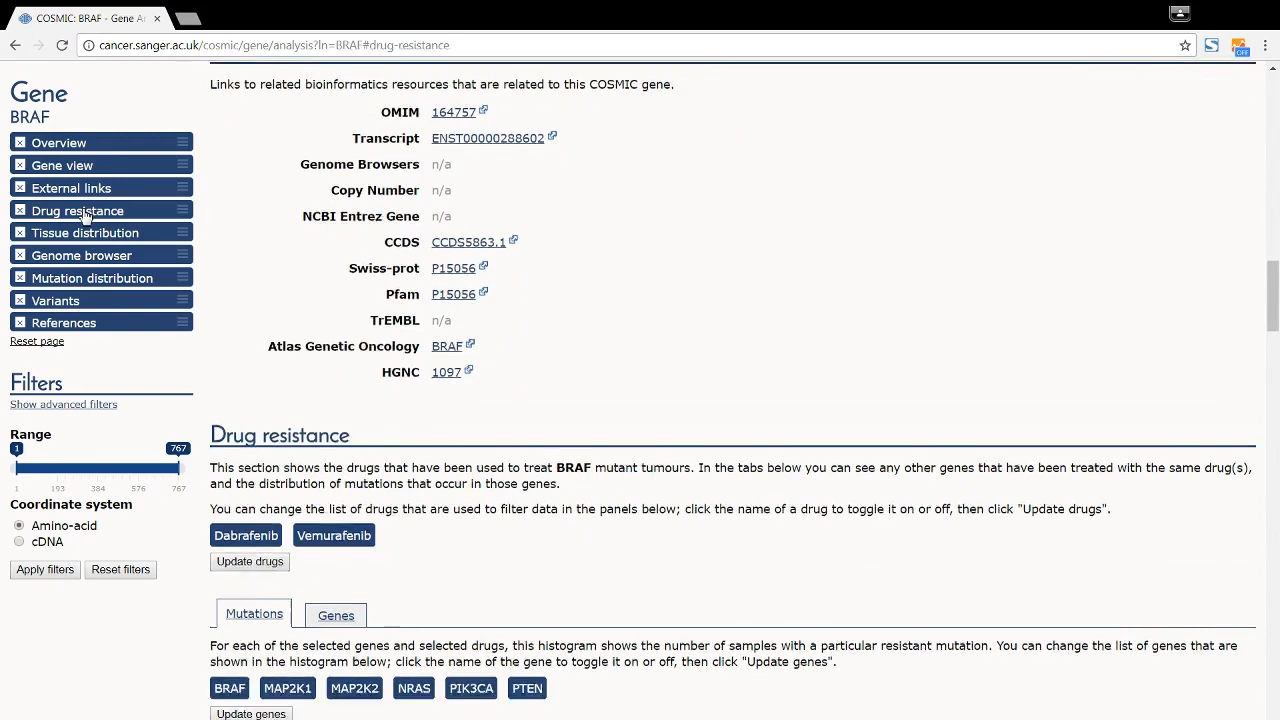 COSMIC: BRAF - Gene A
cancer.sanger.ac.uk/cosmic/gene/analysis?ln=BRAF#drug-resistance
OFF
Gene
BRAF
Overview
Gene view
External links
Drug resistance
Tissue distribution
Genome browser
Mutation distribution
Variants
References
Reset page
Filters
Show advanced filters
Range
1 767
1 193 384 576 767
Coordinate system
Amino-acid
cDNA
Apply filters Reset filters
Links to related bioinformatics resources that are related to this COSMIC gene.
OMIM 164757
Transcript ENST00000288602
Genome Browsers n/a
Copy Number n/a
NCBI Entrez Gene n/a
CCDS CCDS5863.1
Swiss-prot P15056
Pfam P15056
TrEMBL n/a
Atlas Genetic Oncology BRAF
HGNC 1097
Drug resistance
This section shows the drugs that have been used to treat BRAF mutant tumours. In the tabs below you can see any other genes that have been treated with the same drug(s),
and the distribution of mutations that occur in those genes.
You can change the list of drugs that are used to filter data in the panels below; click the name of a drug to toggle it on or off, then click "Update drugs".
Dabrafenib Vemurafenib
Update drugs
Mutations Genes
For each of the selected genes and selected drugs, this histogram shows the number of samples with a particular resistant mutation. You can change the list of genes that are
shown in the histogram below; click the name of the gene to toggle it on or off, then click "Update genes".
BRAF MAP2K1 MAP2K2 NRAS PIK3CA PTEN
Update genes